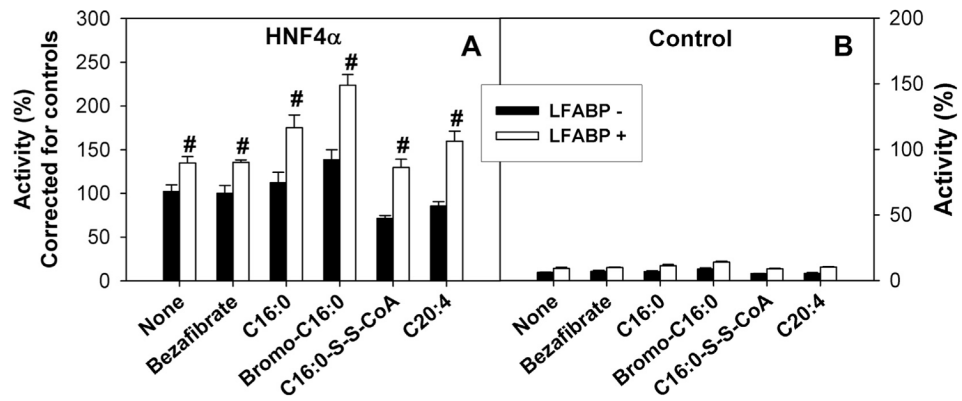 Activity (%)
Corrected for controls
300
250
200
150
100
50
0
HNF4α
A
#
#
#
#
#
#
None
Bezafibrate
C16:0
Bromo-C16:0
C16:0-S-S-CoA
C20:4
Control
B
LFABP -
LFABP +
None
Bezafibrate
C16:0
Bromo-C16:0
C16:0-S-S-CoA
C20:4
200
150
100
50
0
Activity (%)